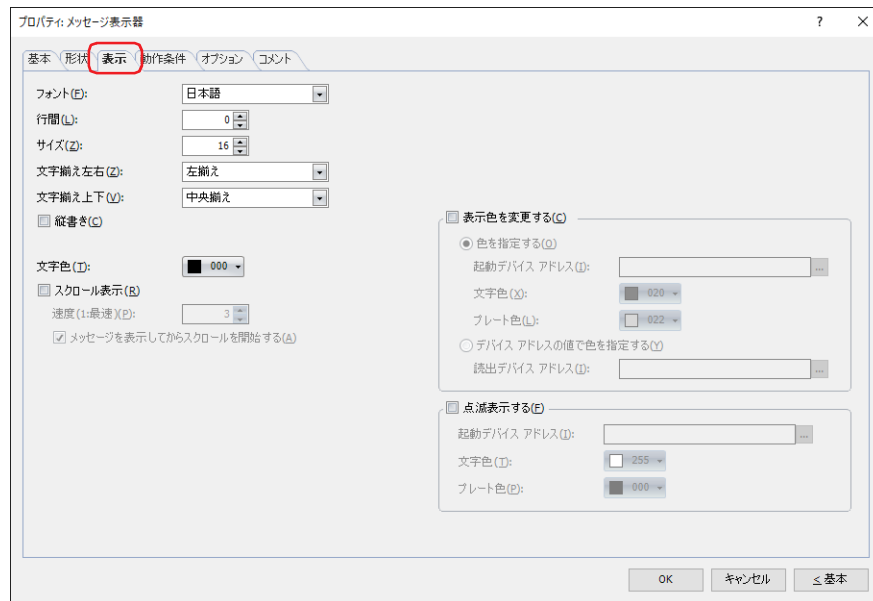 プロパティ: メッセージ表示器
? ×
基本 形状 表示 動作条件 オプション コメント
フォント(F): 日本語
行間(L): 0
サイズ(Z): 16
文字揃え左右(Z): 左揃え
文字揃え上下(V): 中央揃え
縦書き(C)
文字色(T): 000
スクロール表示(R)
速度(1:最速)(P): 3
メッセージを表示してからスクロールを開始する(A)
表示色を変更する(C)
色を指定する(O)
起動デバイス アドレス(I): ...
文字色(X): 020
プレート色(L): 022
デバイス アドレスの値で色を指定する(Y)
読出デバイス アドレス(I): ...
点滅表示する(F)
起動デバイス アドレス(I): ...
文字色(T): 255
プレート色(P): 000
OK キャンセル < 基本